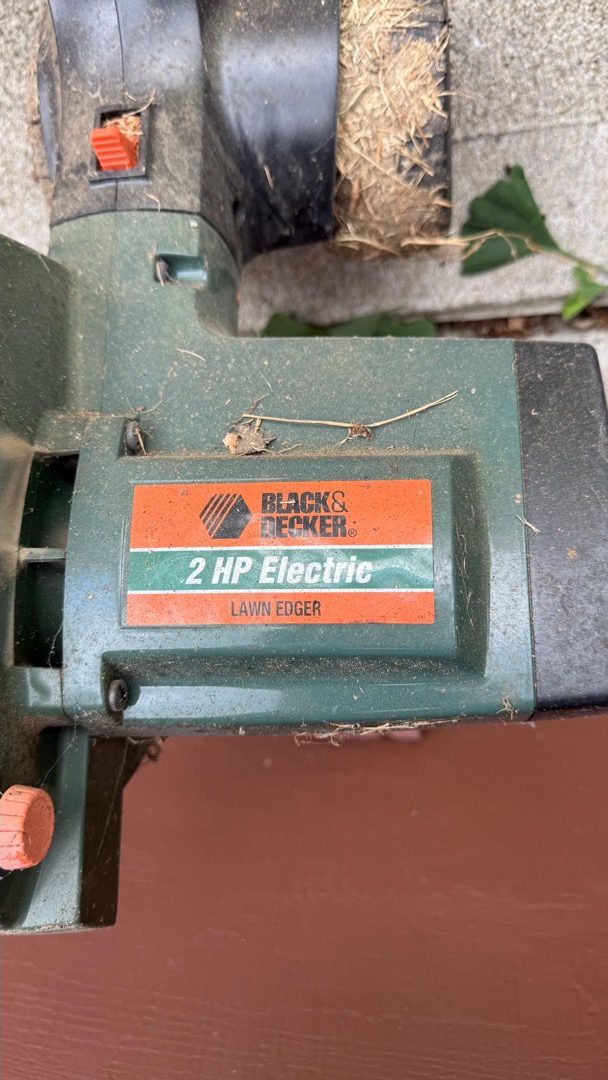 BLACK&
DECKER®
2 HP Electric
LAWN EDGER